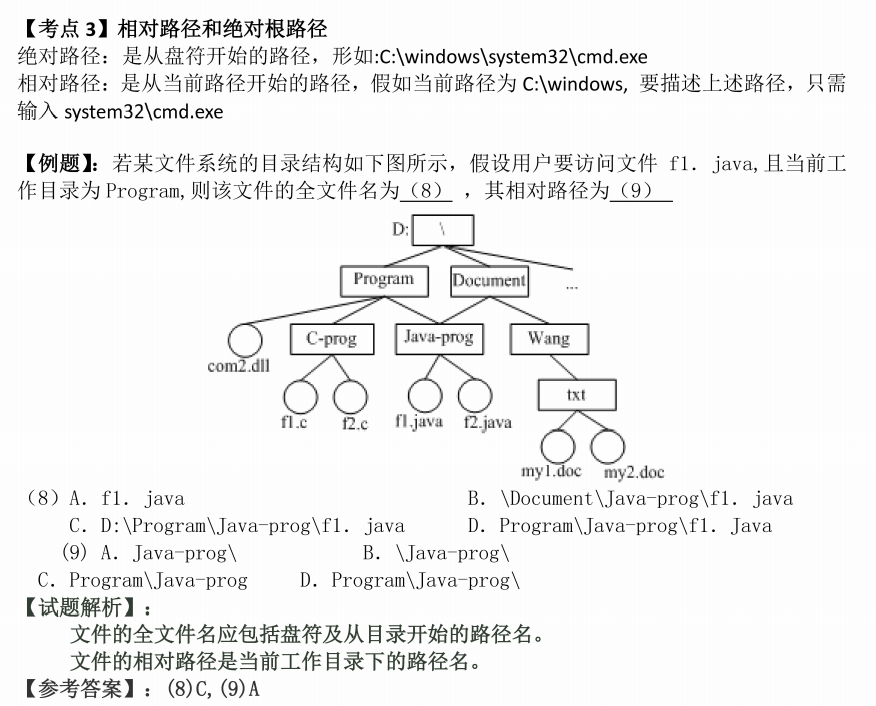 【考点 3】相对路径和绝对根路径
绝对路径：是从盘符开始的路径，形如:C:\windows\system32\cmd.exe
相对路径：是从当前路径开始的路径，假如当前路径为 C:\windows, 要描述上述路径，只需
输入 system32\cmd.exe
【例题】：若某文件系统的目录结构如下图所示，假设用户要访问文件 f1．java,且当前工
作目录为 Program,则该文件的全文件名为（8），其相对路径为（9）
D: \
Program Document ...
C-prog Java-prog Wang
com2.dll
txt
f1.c f2.c f1.java f2.java
my1.doc my2.doc
（8）A．f1．java B．\Document\Java-prog\f1．java
C．D:\Program\Java-prog\f1．java D．Program\Java-prog\f1．Java
(9) A．Java-prog\ B．\Java-prog\
C．Program\Java-prog D．Program\Java-prog\
【试题解析】：
文件的全文件名应包括盘符及从目录开始的路径名。
文件的相对路径是当前工作目录下的路径名。
【参考答案】：(8)C,(9)A